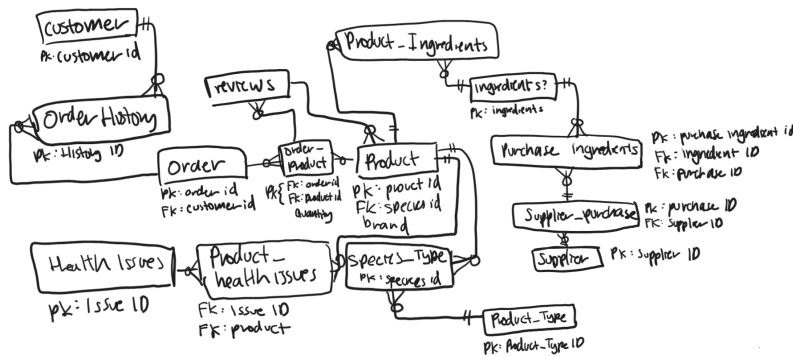 Customer
PK: Customer id
Order History
PK: History ID
reviews
Order
PK: order id
FK: customer id
Order_
Product
PK{ FK: order id
FK: Product id
Quantity
Product_Ingredients
ingredients?
PK: ingredients
Product
PK: prouct id
FK: species id
brand
Purchase Ingredients
PK: purchase ingredient id
FK: ingredient ID
FK: purchase ID
Supplier_purchase
PK: purchase ID
FK: Supplier ID
Supplier
PK: Supplier ID
Health Issues
PK: Issue ID
Product_
health issues
FK: Issue ID
FK: product
Species_Type
PK: species id
Product_Type
PK: Product_Type ID